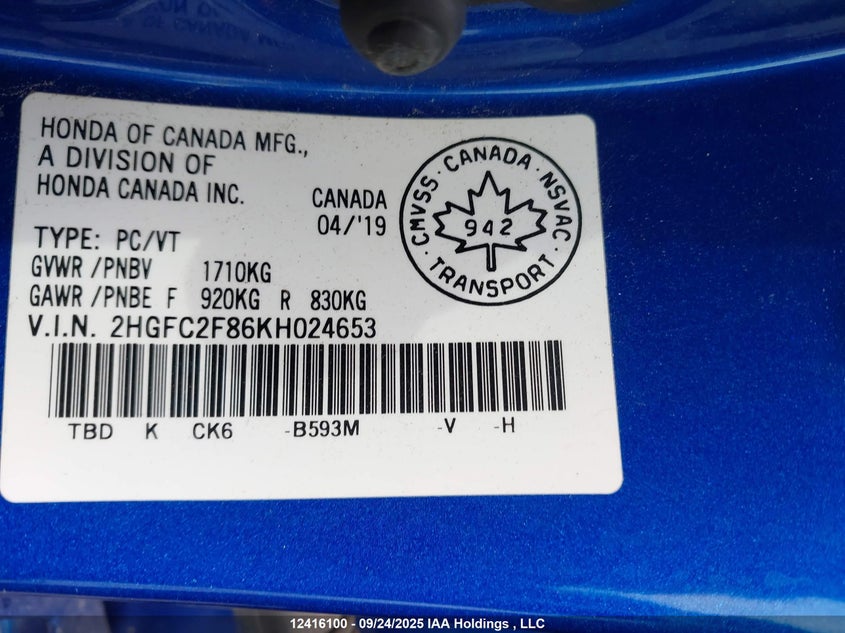 HONDA OF CANADA MFG.,
A DIVISION OF
HONDA CANADA INC.
CANADA
04/'19
TYPE: PC/VT
GVWR /PNBV 1710KG
GAWR /PNBE F 920KG R 830KG
V.I.N. 2HGFC2F86KH024653
TBD K CK6 -B593M -V -H
CMVSS · CANADA · NSVAC
942
TRANSPORT
12416100 - 09/24/2025 IAA Holdings , LLC